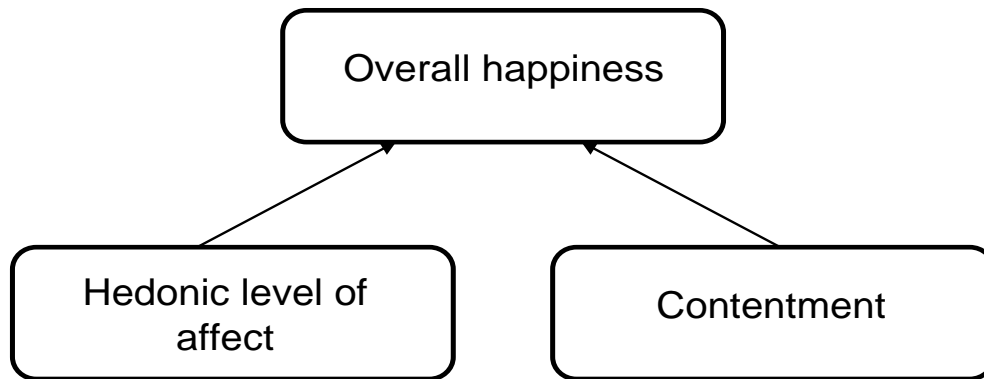 Overall happiness
Hedonic level of
affect
Contentment